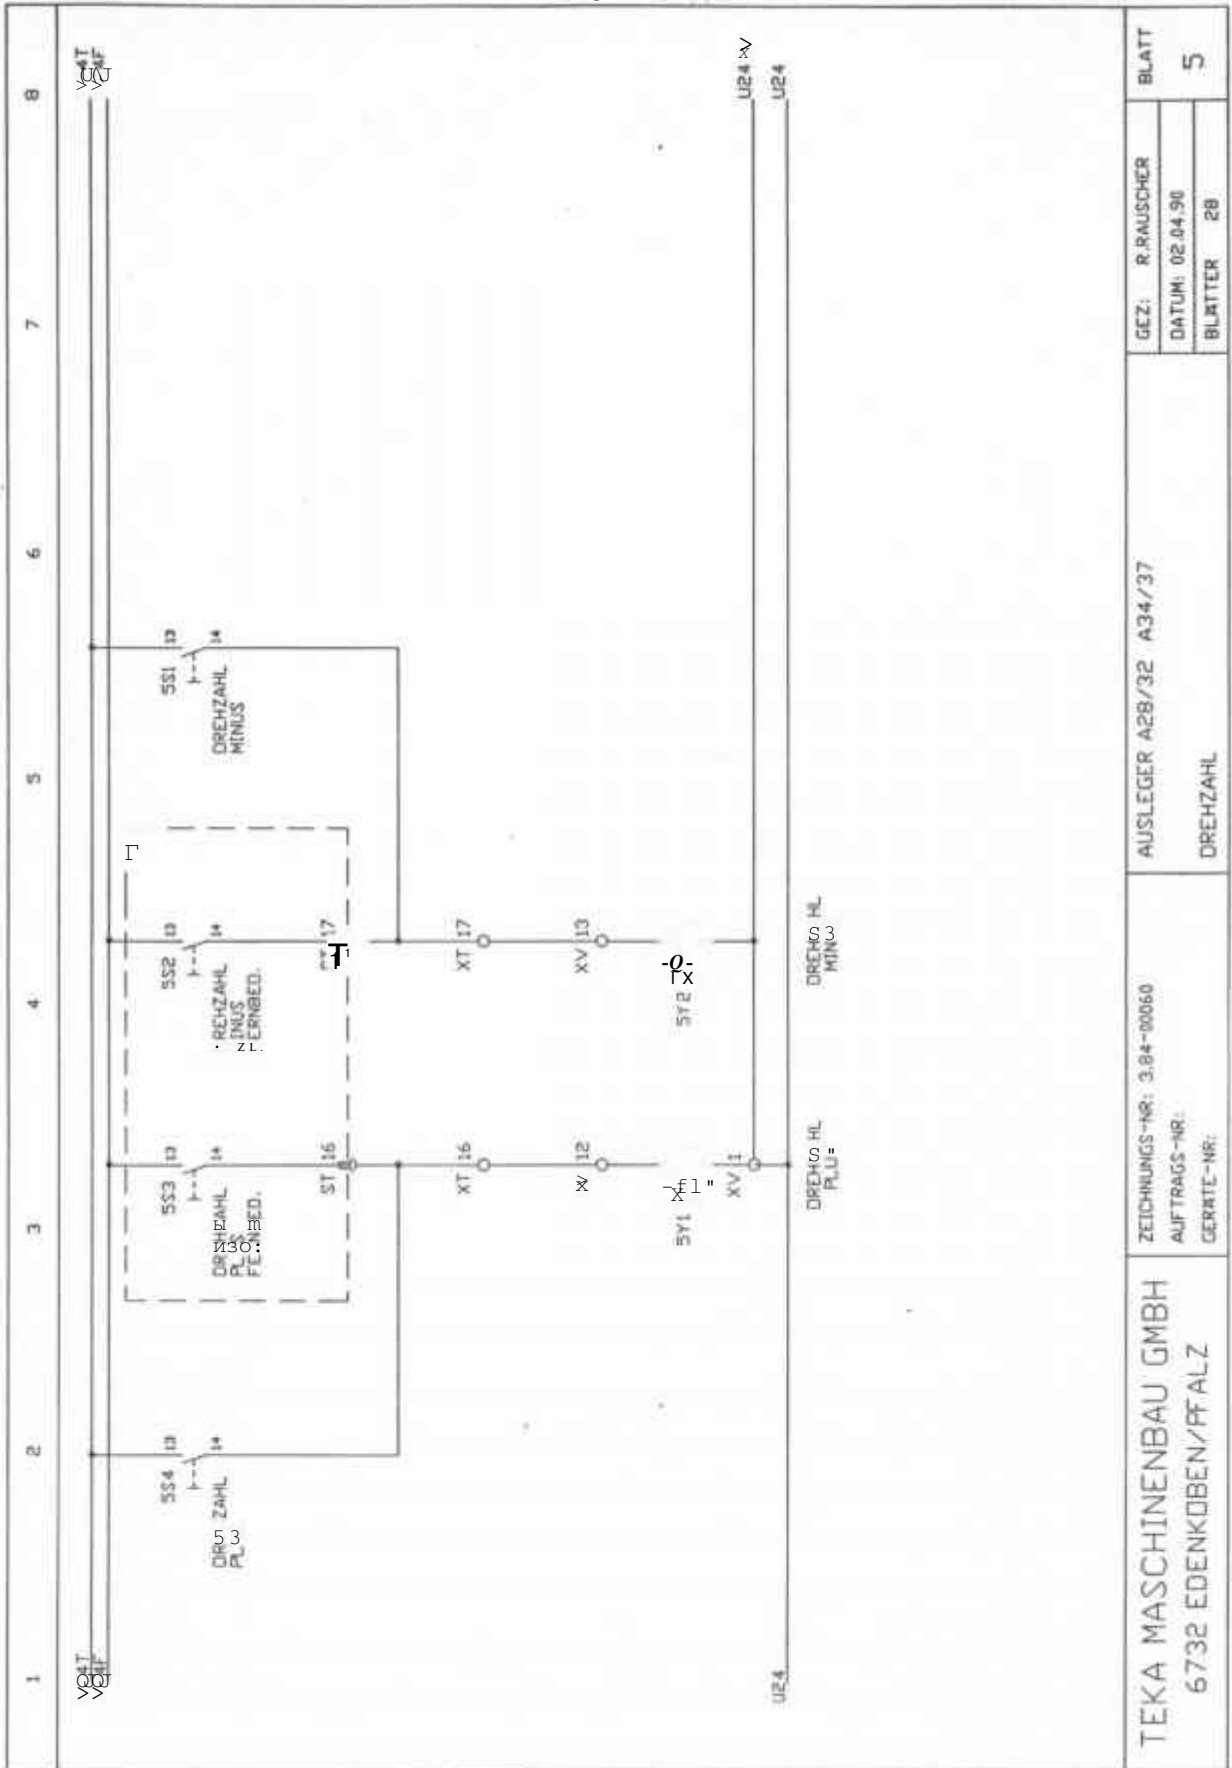 1 2 3 4 5 6 7 8
U24
U24
U24
5S4
13
14
ZAHL
5S3
13
14
5S2
13
14
REHZAHL
INUS
ERNBED.
5S1
13
14
DREHZAHL
MINUS
ST 16
17
XT 16
XT 17
12
XV 13
5Y1
5Y2
XV 1
TEKA MASCHINENBAU GMBH
6732 EDENKOBEN/PFALZ
ZEICHNUNGS-NR: 3.84-00060
AUFTRAGS-NR:
GERÄTE-NR:
AUSLEGER A28/32 A34/37
DREHZAHL
GEZ: R.RAUSCHER
DATUM: 02.04.90
BLÄTTER 28
BLATT
5